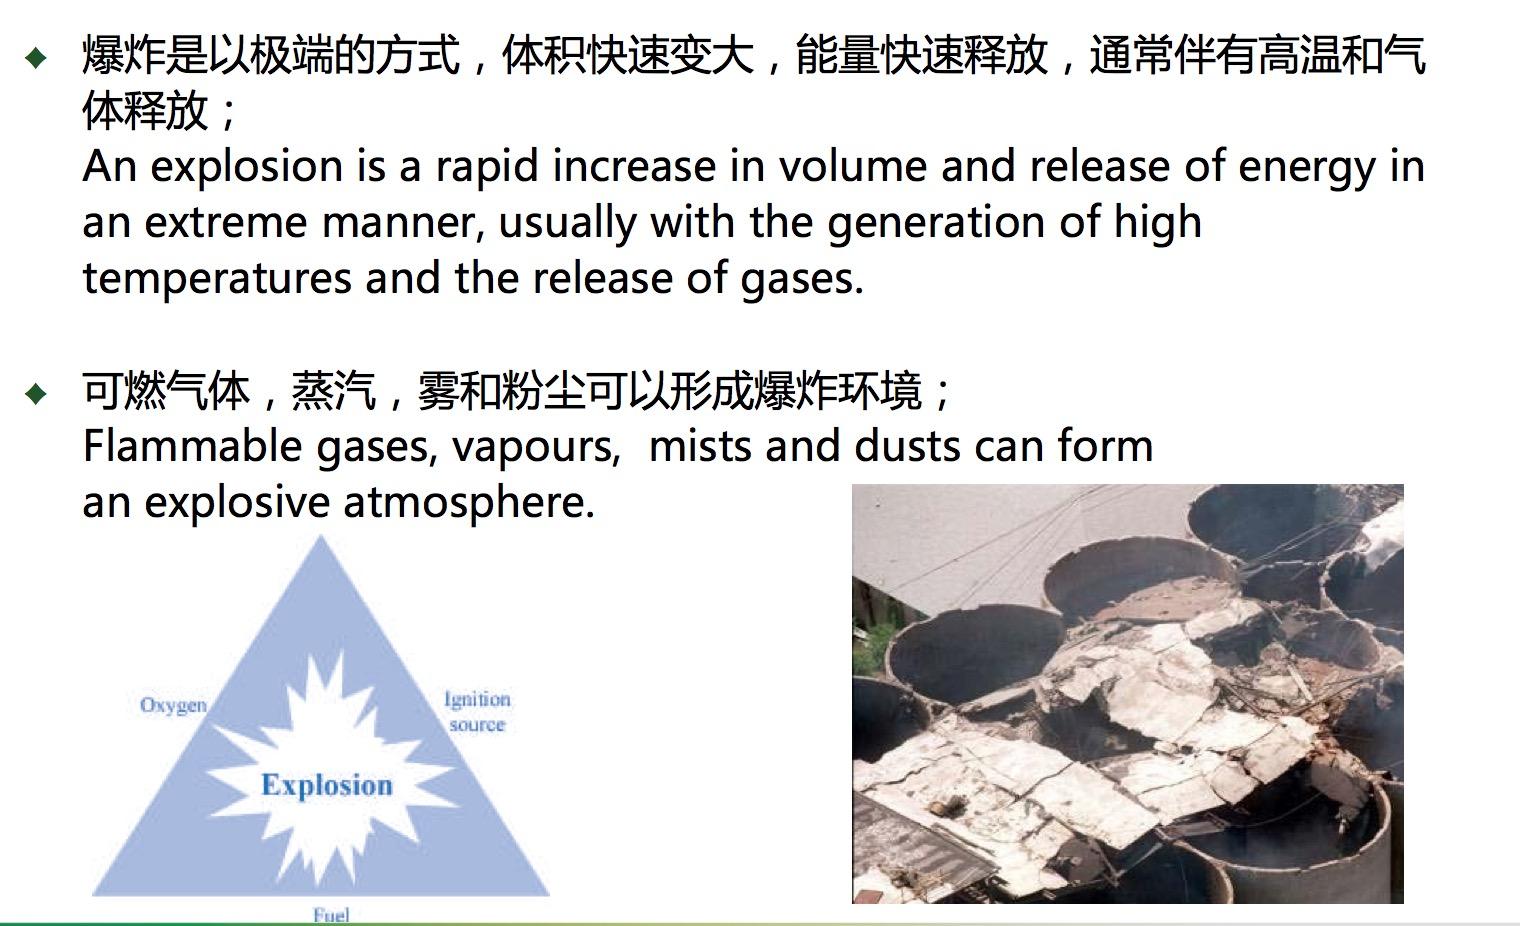 爆炸是以极端的方式，体积快速变大，能量快速释放，通常伴有高温和气
体释放；
An explosion is a rapid increase in volume and release of energy in
an extreme manner, usually with the generation of high
temperatures and the release of gases.
可燃气体，蒸汽，雾和粉尘可以形成爆炸环境；
Flammable gases, vapours,  mists and dusts can form
an explosive atmosphere.
Oxygen
Ignition
source
Explosion
Fuel